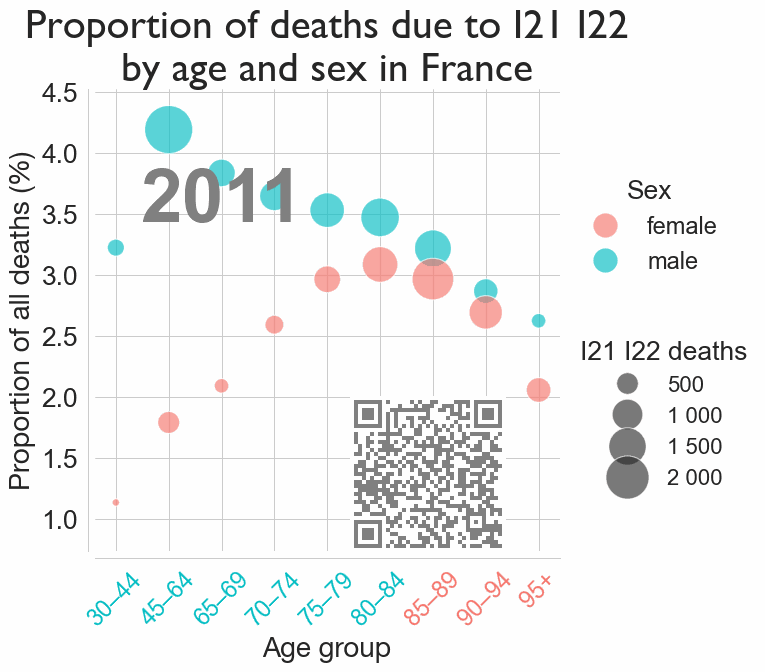 Proportion of deaths due to I21 I22
by age and sex in France
Proportion of all deaths (%)
4.5
4.0
3.5
3.0
2.5
2.0
1.5
1.0
2011
30–44
45–64
65–69
70–74
75–79
80–84
85–89
90–94
95+
Age group
Sex
female
male
I21 I22 deaths
500
1 000
1 500
2 000